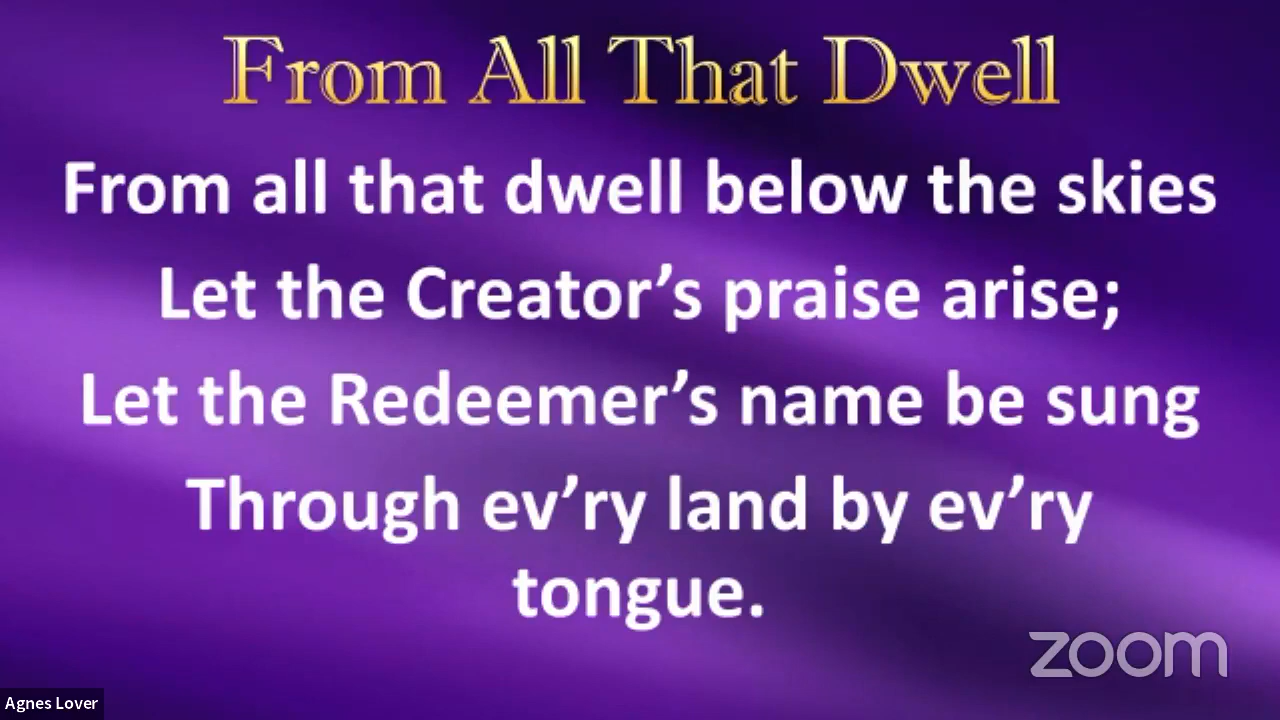 From All That Dwell
From all that dwell below the skies
Let the Creator’s praise arise;
Let the Redeemer’s name be sung
Through ev’ry land by ev’ry
tongue.
zoom
Agnes Lover